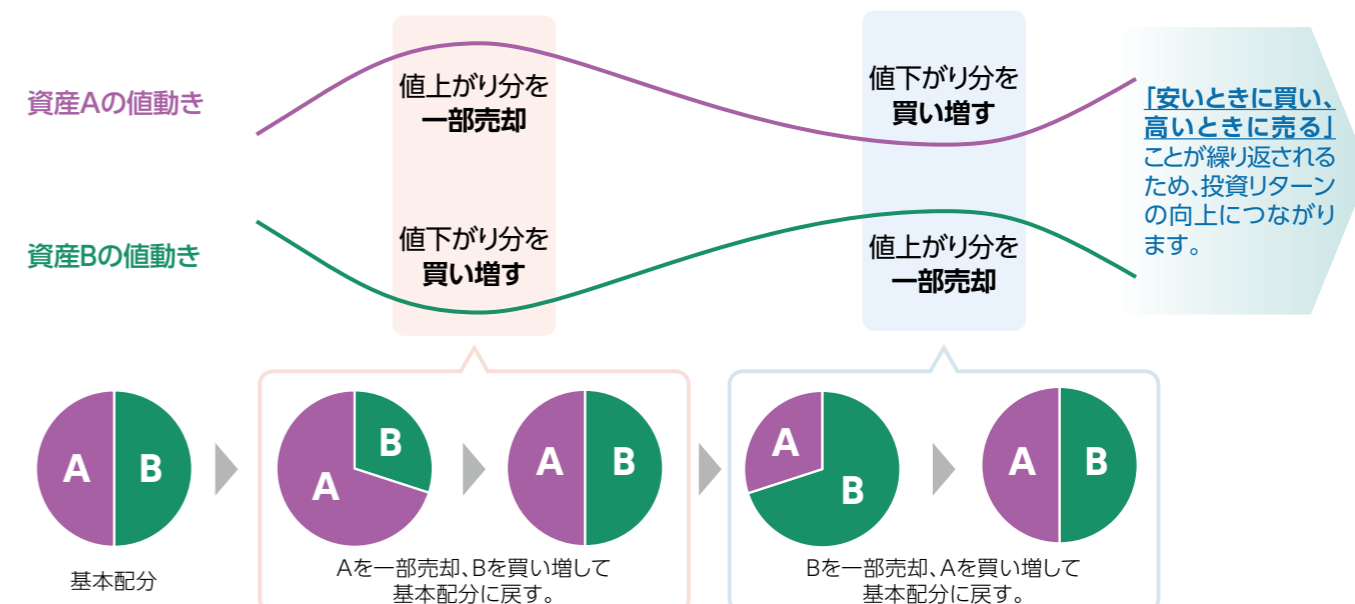 資産Aの値動き
値上がり分を
一部売却
値下がり分を
買い増す
「安いときに買い、
高いときに売る」
ことが繰り返される
ため、投資リターン
の向上につながり
ます。
資産Bの値動き
値下がり分を
買い増す
値上がり分を
一部売却
A
B
A
B
A
B
A
B
A
B
基本配分
Aを一部売却、Bを買い増して
基本配分に戻す。
Bを一部売却、Aを買い増して
基本配分に戻す。